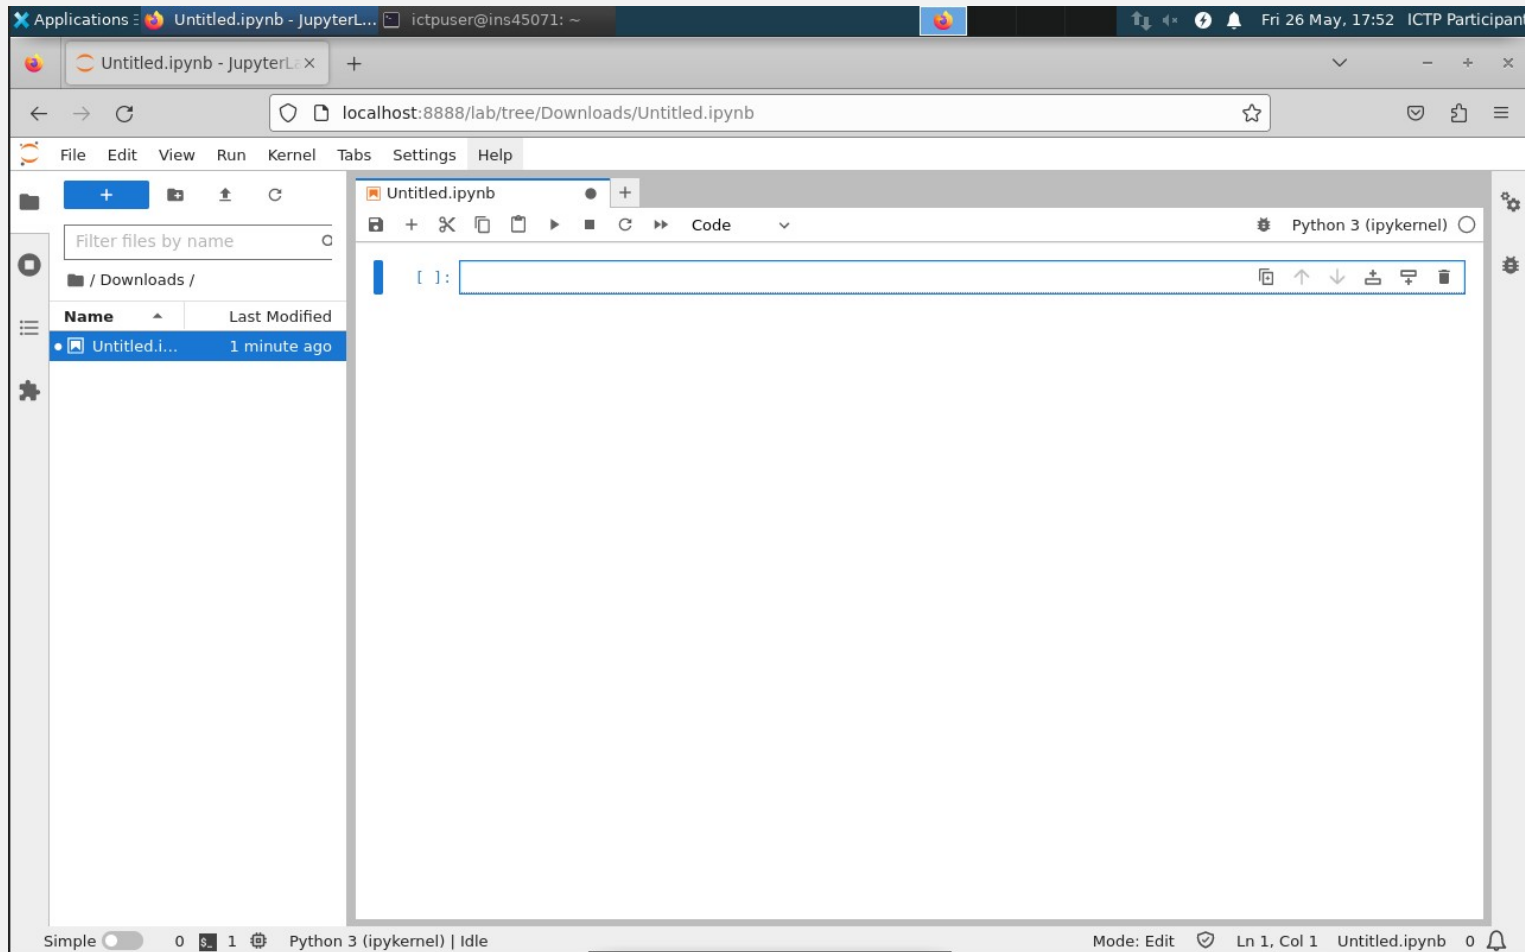 Applications Untitled.ipynb - JupyterL... ictpuser@ins45071: ~ Fri 26 May, 17:52 ICTP Participant
Untitled.ipynb - JupyterLa
localhost:8888/lab/tree/Downloads/Untitled.ipynb
File Edit View Run Kernel Tabs Settings Help
Untitled.ipynb
Code Python 3 (ipykernel)
Filter files by name
/ Downloads /
[ ]:
Name Last Modified
Untitled.i... 1 minute ago
Simple 0 1 Python 3 (ipykernel) | Idle Mode: Edit Ln 1, Col 1 Untitled.ipynb 0